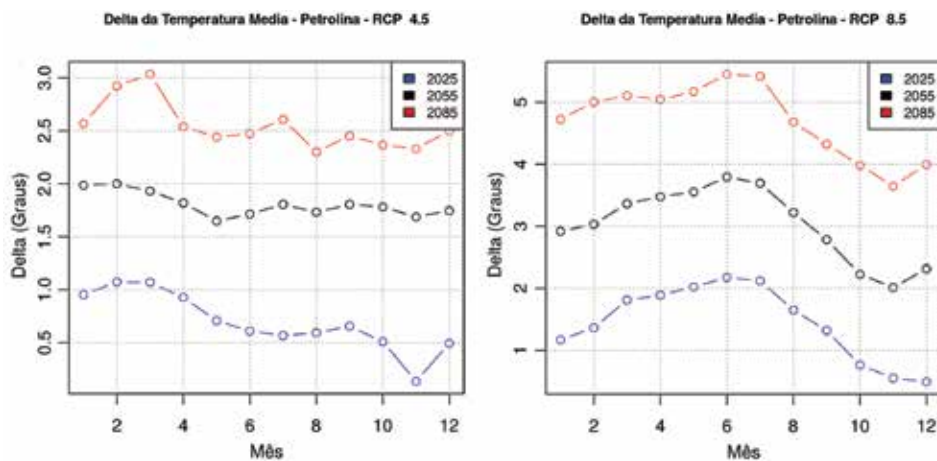 Delta da Temperatura Media - Petrolina - RCP 4.5
Delta (Graus)
3.0
2.5
2.0
1.5
1.0
0.5
2 4 6 8 10 12
Mês
2025
2055
2085
Delta da Temperatura Media - Petrolina - RCP 8.5
Delta (Graus)
5
4
3
2
1
2 4 6 8 10 12
Mês
2025
2055
2085